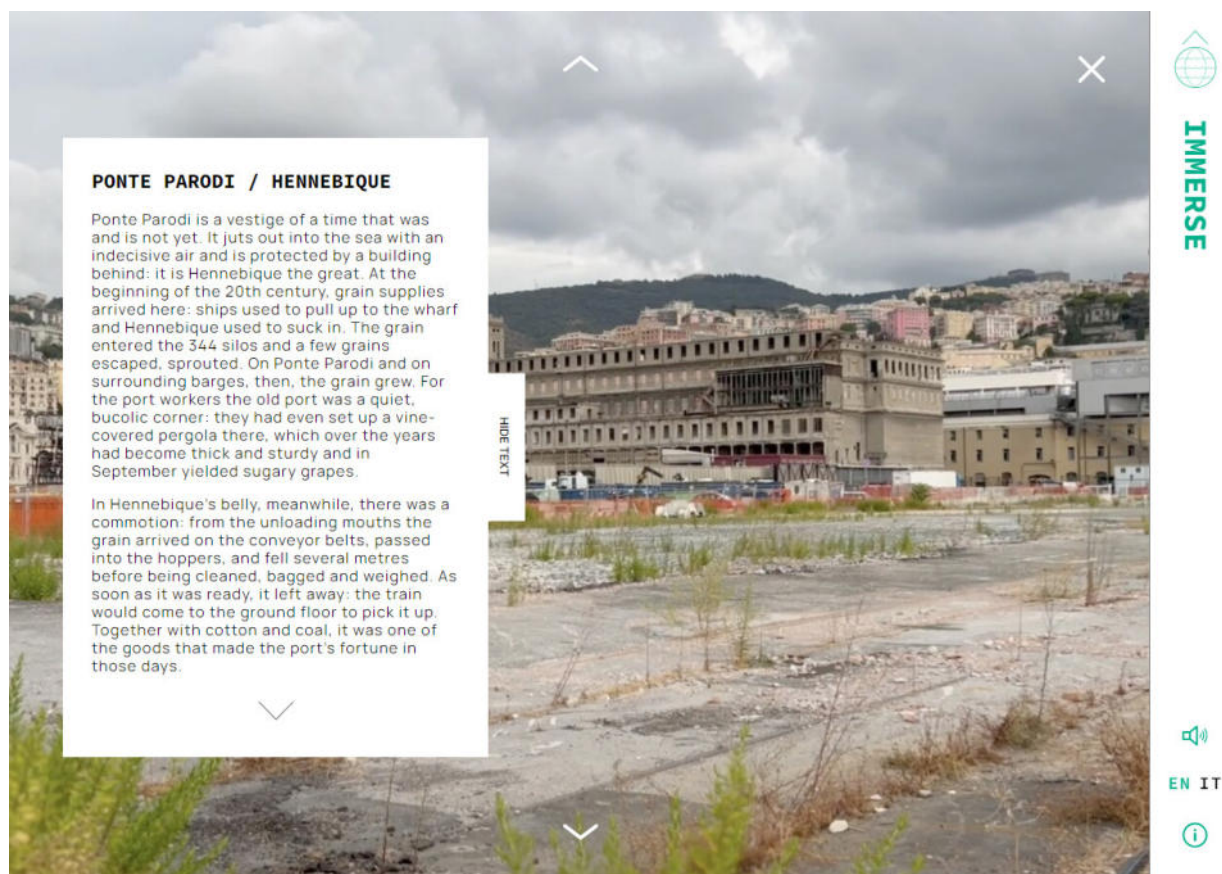 PONTE PARODI / HENNEBIQUE
Ponte Parodi is a vestige of a time that was
and is not yet. It juts out into the sea with an
indecisive air and is protected by a building
behind: it is Hennebique the great. At the
beginning of the 20th century, grain supplies
arrived here: ships used to pull up to the wharf
and Hennebique used to suck in. The grain
entered the 344 silos and a few grains
escaped, sprouted. On Ponte Parodi and on
surrounding barges, then, the grain grew. For
the port workers the old port was a quiet,
bucolic corner: they had even set up a vine-
covered pergola there, which over the years
had become thick and sturdy and in
September yielded sugary grapes.
In Hennebique's belly, meanwhile, there was a
commotion: from the unloading mouths the
grain arrived on the conveyor belts, passed
into the hoppers, and fell several metres
before being cleaned, bagged and weighed. As
soon as it was ready, it left away: the train
would come to the ground floor to pick it up.
Together with cotton and coal, it was one of
the goods that made the port's fortune in
those days.
HIDE TEXT
IMMERSE
EN IT